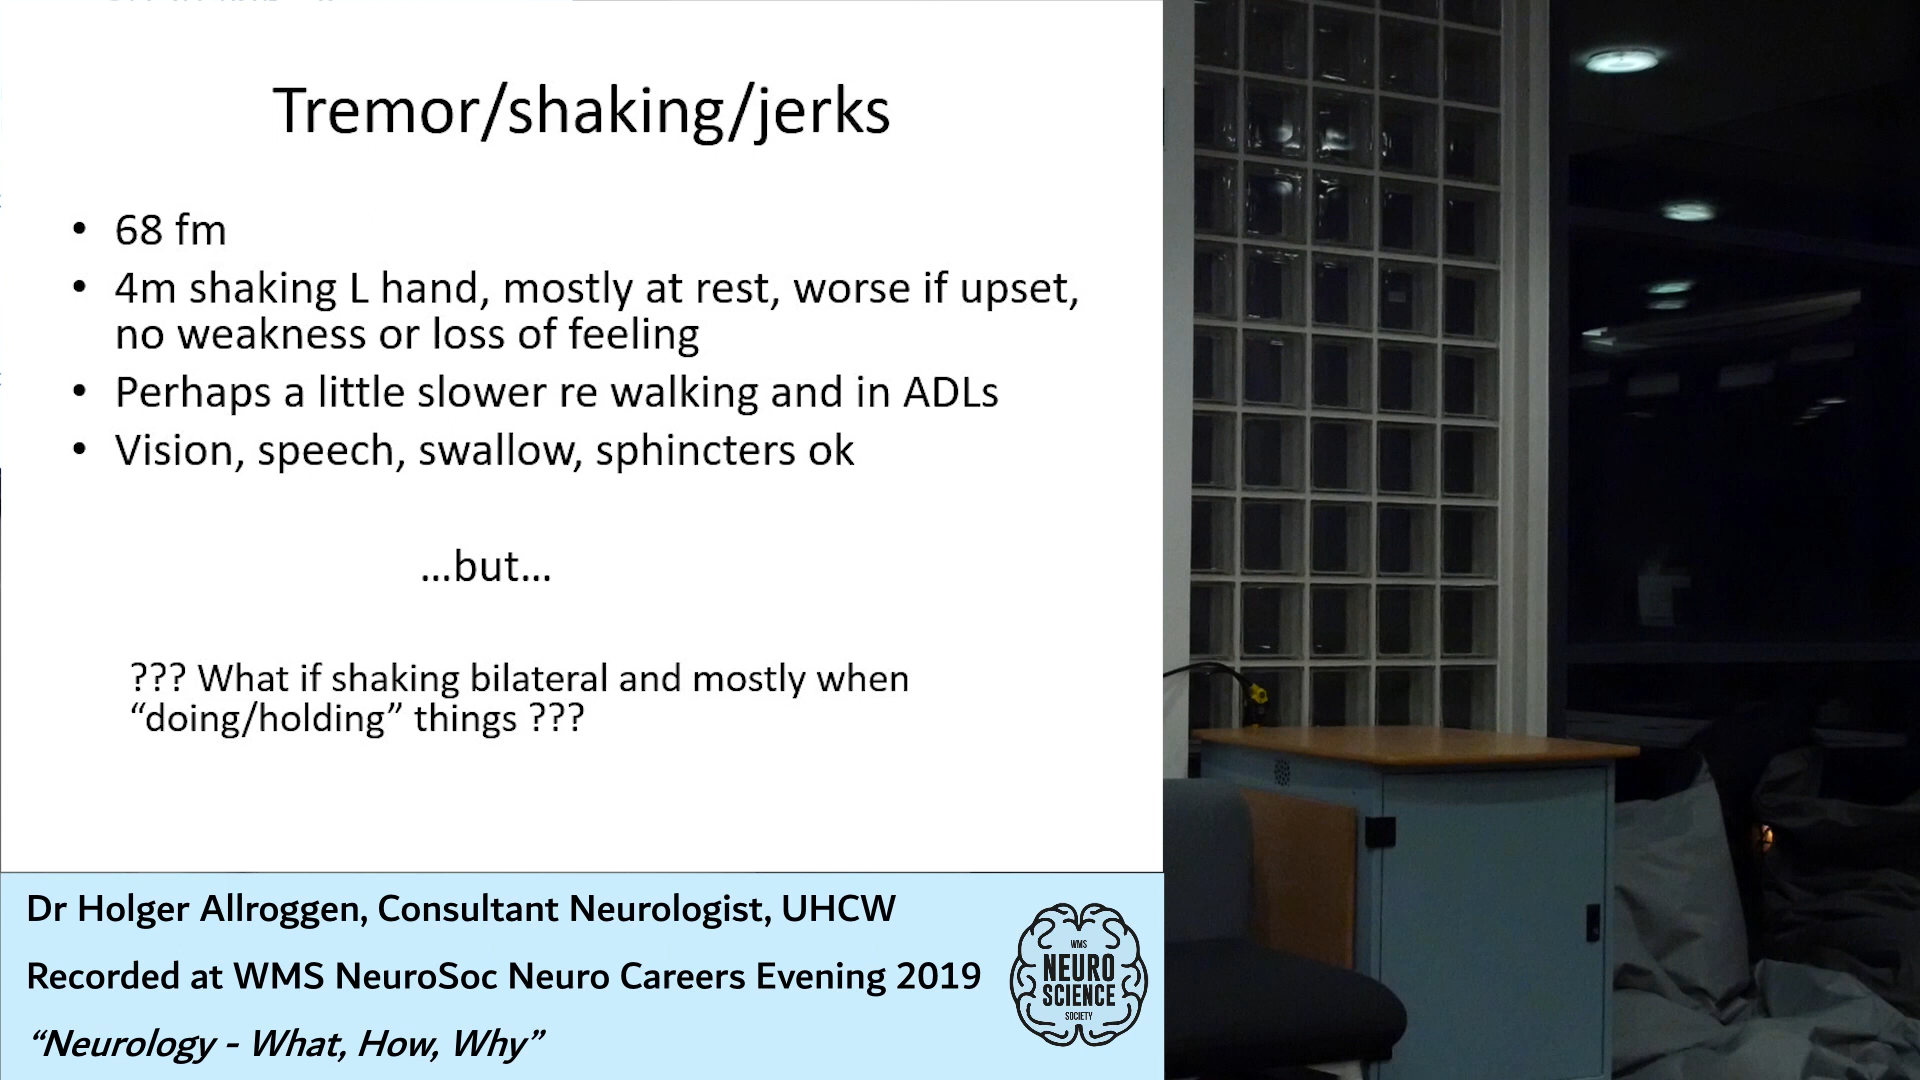 Tremor/shaking/jerks
• 68 fm
• 4m shaking L hand, mostly at rest, worse if upset,
no weakness or loss of feeling
• Perhaps a little slower re walking and in ADLs
• Vision, speech, swallow, sphincters ok
...but...
??? What if shaking bilateral and mostly when
“doing/holding” things ???
Dr Holger Allroggen, Consultant Neurologist, UHCW
Recorded at WMS NeuroSoc Neuro Careers Evening 2019
“Neurology - What, How, Why”
WMS
NEURO
SCIENCE
SOCIETY